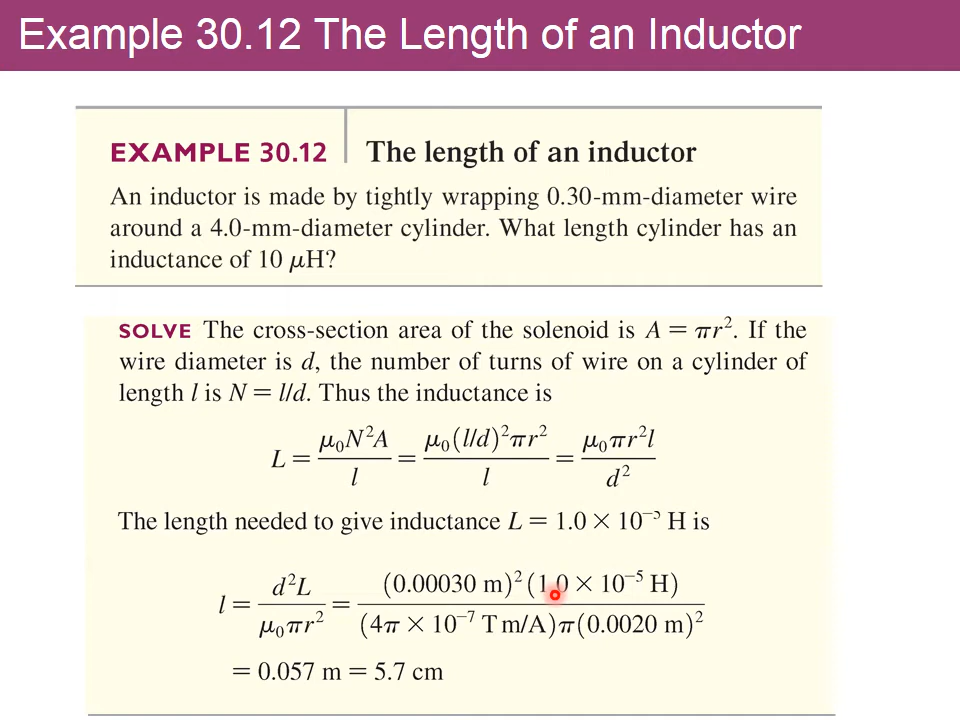 Example 30.12 The Length of an Inductor
EXAMPLE 30.12 The length of an inductor
An inductor is made by tightly wrapping 0.30-mm-diameter wire
around a 4.0-mm-diameter cylinder. What length cylinder has an
inductance of 10 μH?
SOLVE The cross-section area of the solenoid is A = πr². If the
wire diameter is d, the number of turns of wire on a cylinder of
length l is N = l/d. Thus the inductance is
L = μ₀N²A / l = μ₀(l/d)²πr² / l = μ₀πr²l / d²
The length needed to give inductance L = 1.0 × 10⁻⁵ H is
l = d²L / μ₀πr² = (0.00030 m)²(1.0 × 10⁻⁵ H) / (4π × 10⁻⁷ T m/A)π(0.0020 m)²
= 0.057 m = 5.7 cm